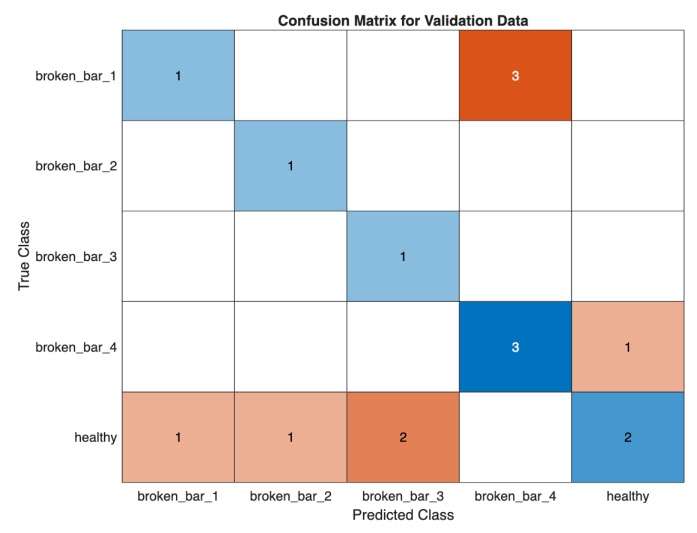 Confusion Matrix for Validation Data
True Class
broken_bar_1 1 3
broken_bar_2 1
broken_bar_3 1
broken_bar_4 3 1
healthy 1 1 2 2
broken_bar_1 broken_bar_2 broken_bar_3 broken_bar_4 healthy
Predicted Class